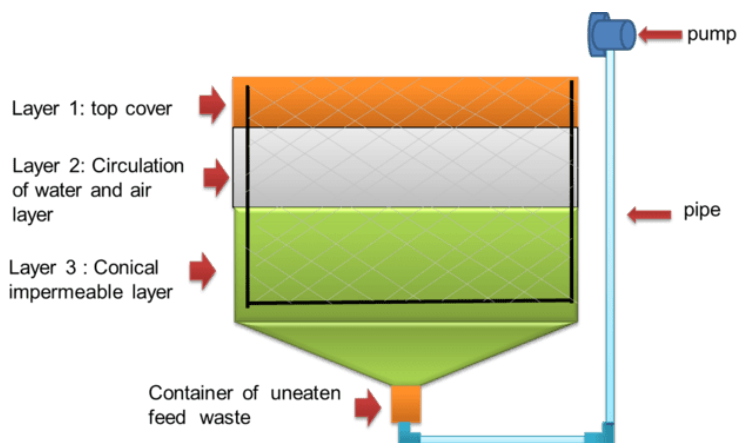 pump
Layer 1: top cover
Layer 2: Circulation
of water and air
layer
pipe
Layer 3 : Conical
impermeable layer
Container of uneaten
feed waste